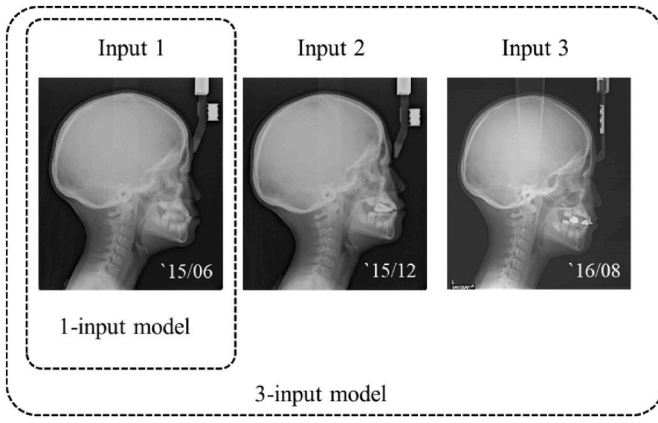 Input 1
Input 2
Input 3
`15/06
`15/12
`16/08
1-input model
3-input model